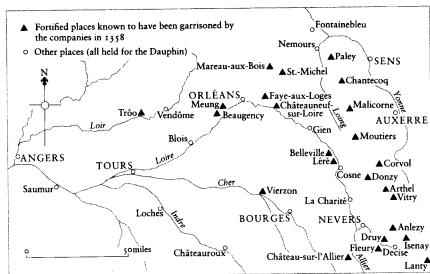 ▲ Fortified places known to have been garrisoned by
the companies in 1358
○ Other places (all held for the Dauphin)
N
Fontainebleu
Nemours
Paley
SENS
Mareau-aux-Bois
St.-Michel
Chantecoq
Yonne
ORLÉANS
Faye-aux-Loges
Meung
Châteauneuf-
sur-Loire
Malicorne
AUXERRE
Trôo
Vendôme
Beaugency
Loing
Loir
Gien
Moutiers
Blois
ANGERS
TOURS
Loire
Belleville
Léré
Corvol
Cosne
Donzy
Saumur
Cher
Vierzon
Arthel
Vitry
Loches
Indre
BOURGES
La Charité
NEVERS
Anlezy
Druy
Isenay
Fleury
Decise
Châteauroux
Château-sur-l'Allier
Allier
Lanty
0
50miles